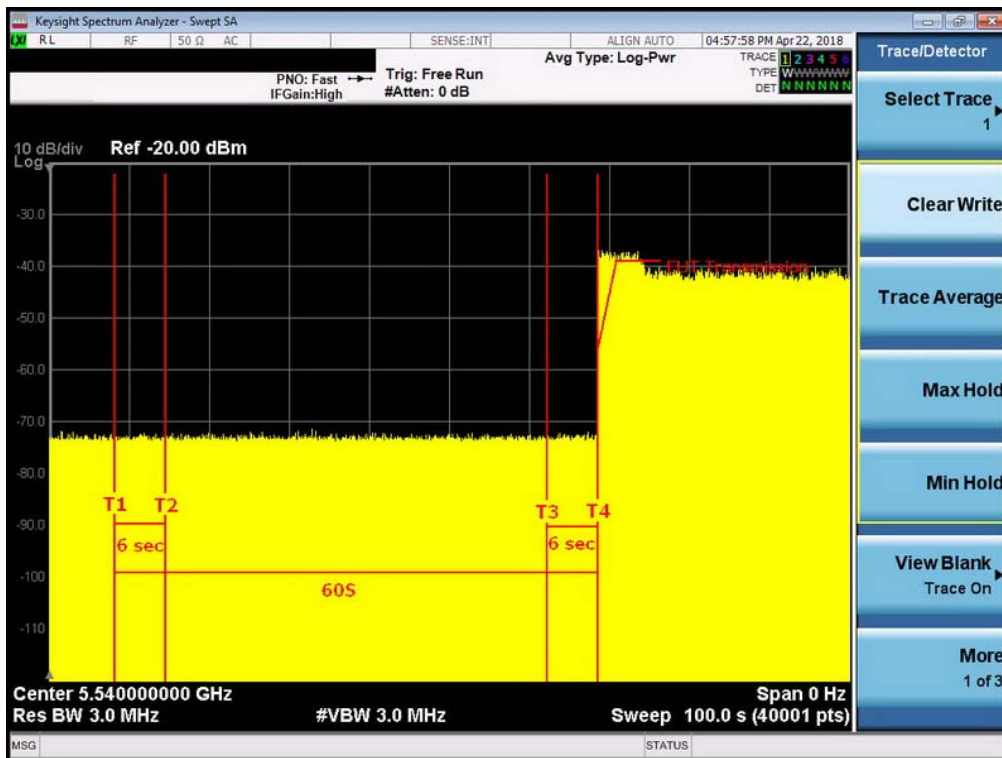 Keysight Spectrum Analyzer - Swept SA
LXI RL RF 50 Ω AC SENSE:INT ALIGN AUTO 04:57:58 PM Apr 22, 2018
Avg Type: Log-Pwr
TRACE 1 2 3 4 5 6
PNO: Fast
Trig: Free Run
TYPE W
IFGain:High
#Atten: 0 dB
DET N N N N N N
10 dB/div Ref -20.00 dBm
Log
-30.0
-40.0
EUT Transmission
-50.0
-60.0
-70.0
-80.0
T1 T2 T3 T4
-90.0
6 sec 6 sec
-100
60S
-110
Center 5.540000000 GHz Span 0 Hz
Res BW 3.0 MHz #VBW 3.0 MHz Sweep 100.0 s (40001 pts)
MSG STATUS
Trace/Detector
Select Trace
1
Clear Write
Trace Average
Max Hold
Min Hold
View Blank
Trace On
More
1 of 3